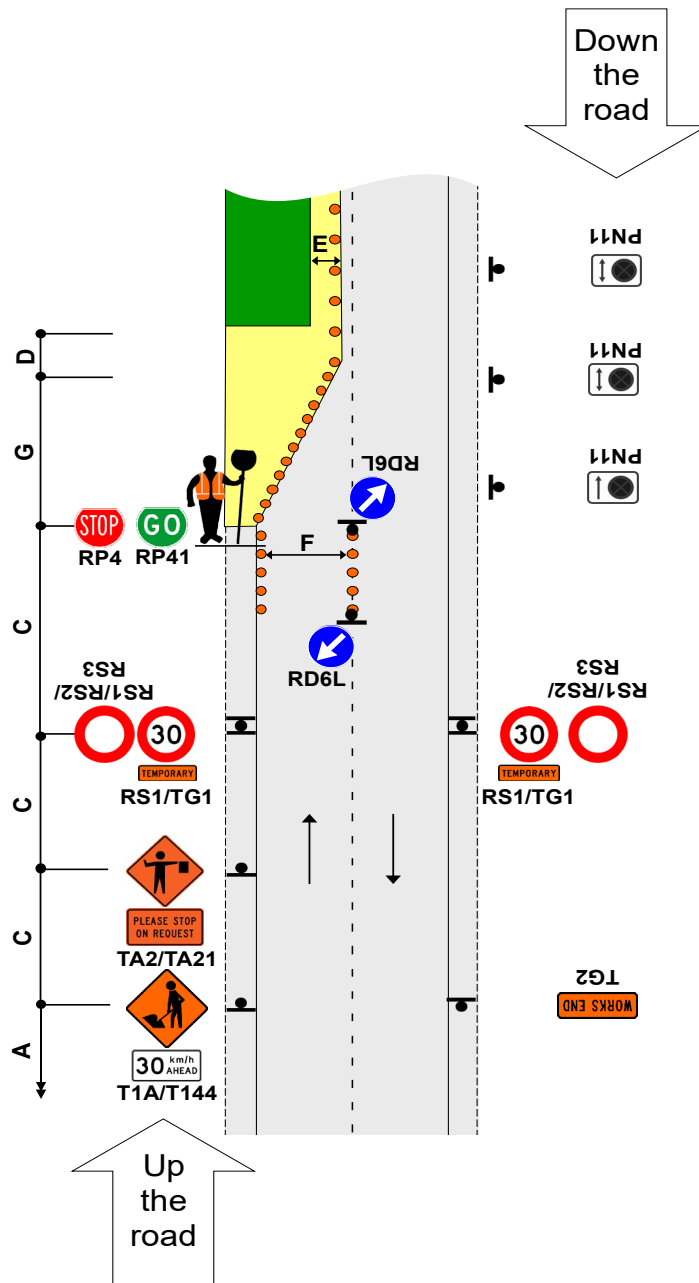 Down
the
road
PN11
E
D
PN11
G
PN11
RD6L
STOP
GO
RP4
RP41
F
C
RD6L
RS1/RS2/
RS3
RS1/RS2/
RS3
30
30
TEMPORARY
TEMPORARY
RS1/TG1
RS1/TG1
C
PLEASE STOP
ON REQUEST
TA2/TA21
C
TG2
WORKS END
A
30 km/h
AHEAD
T1A/T144
Up
the
road